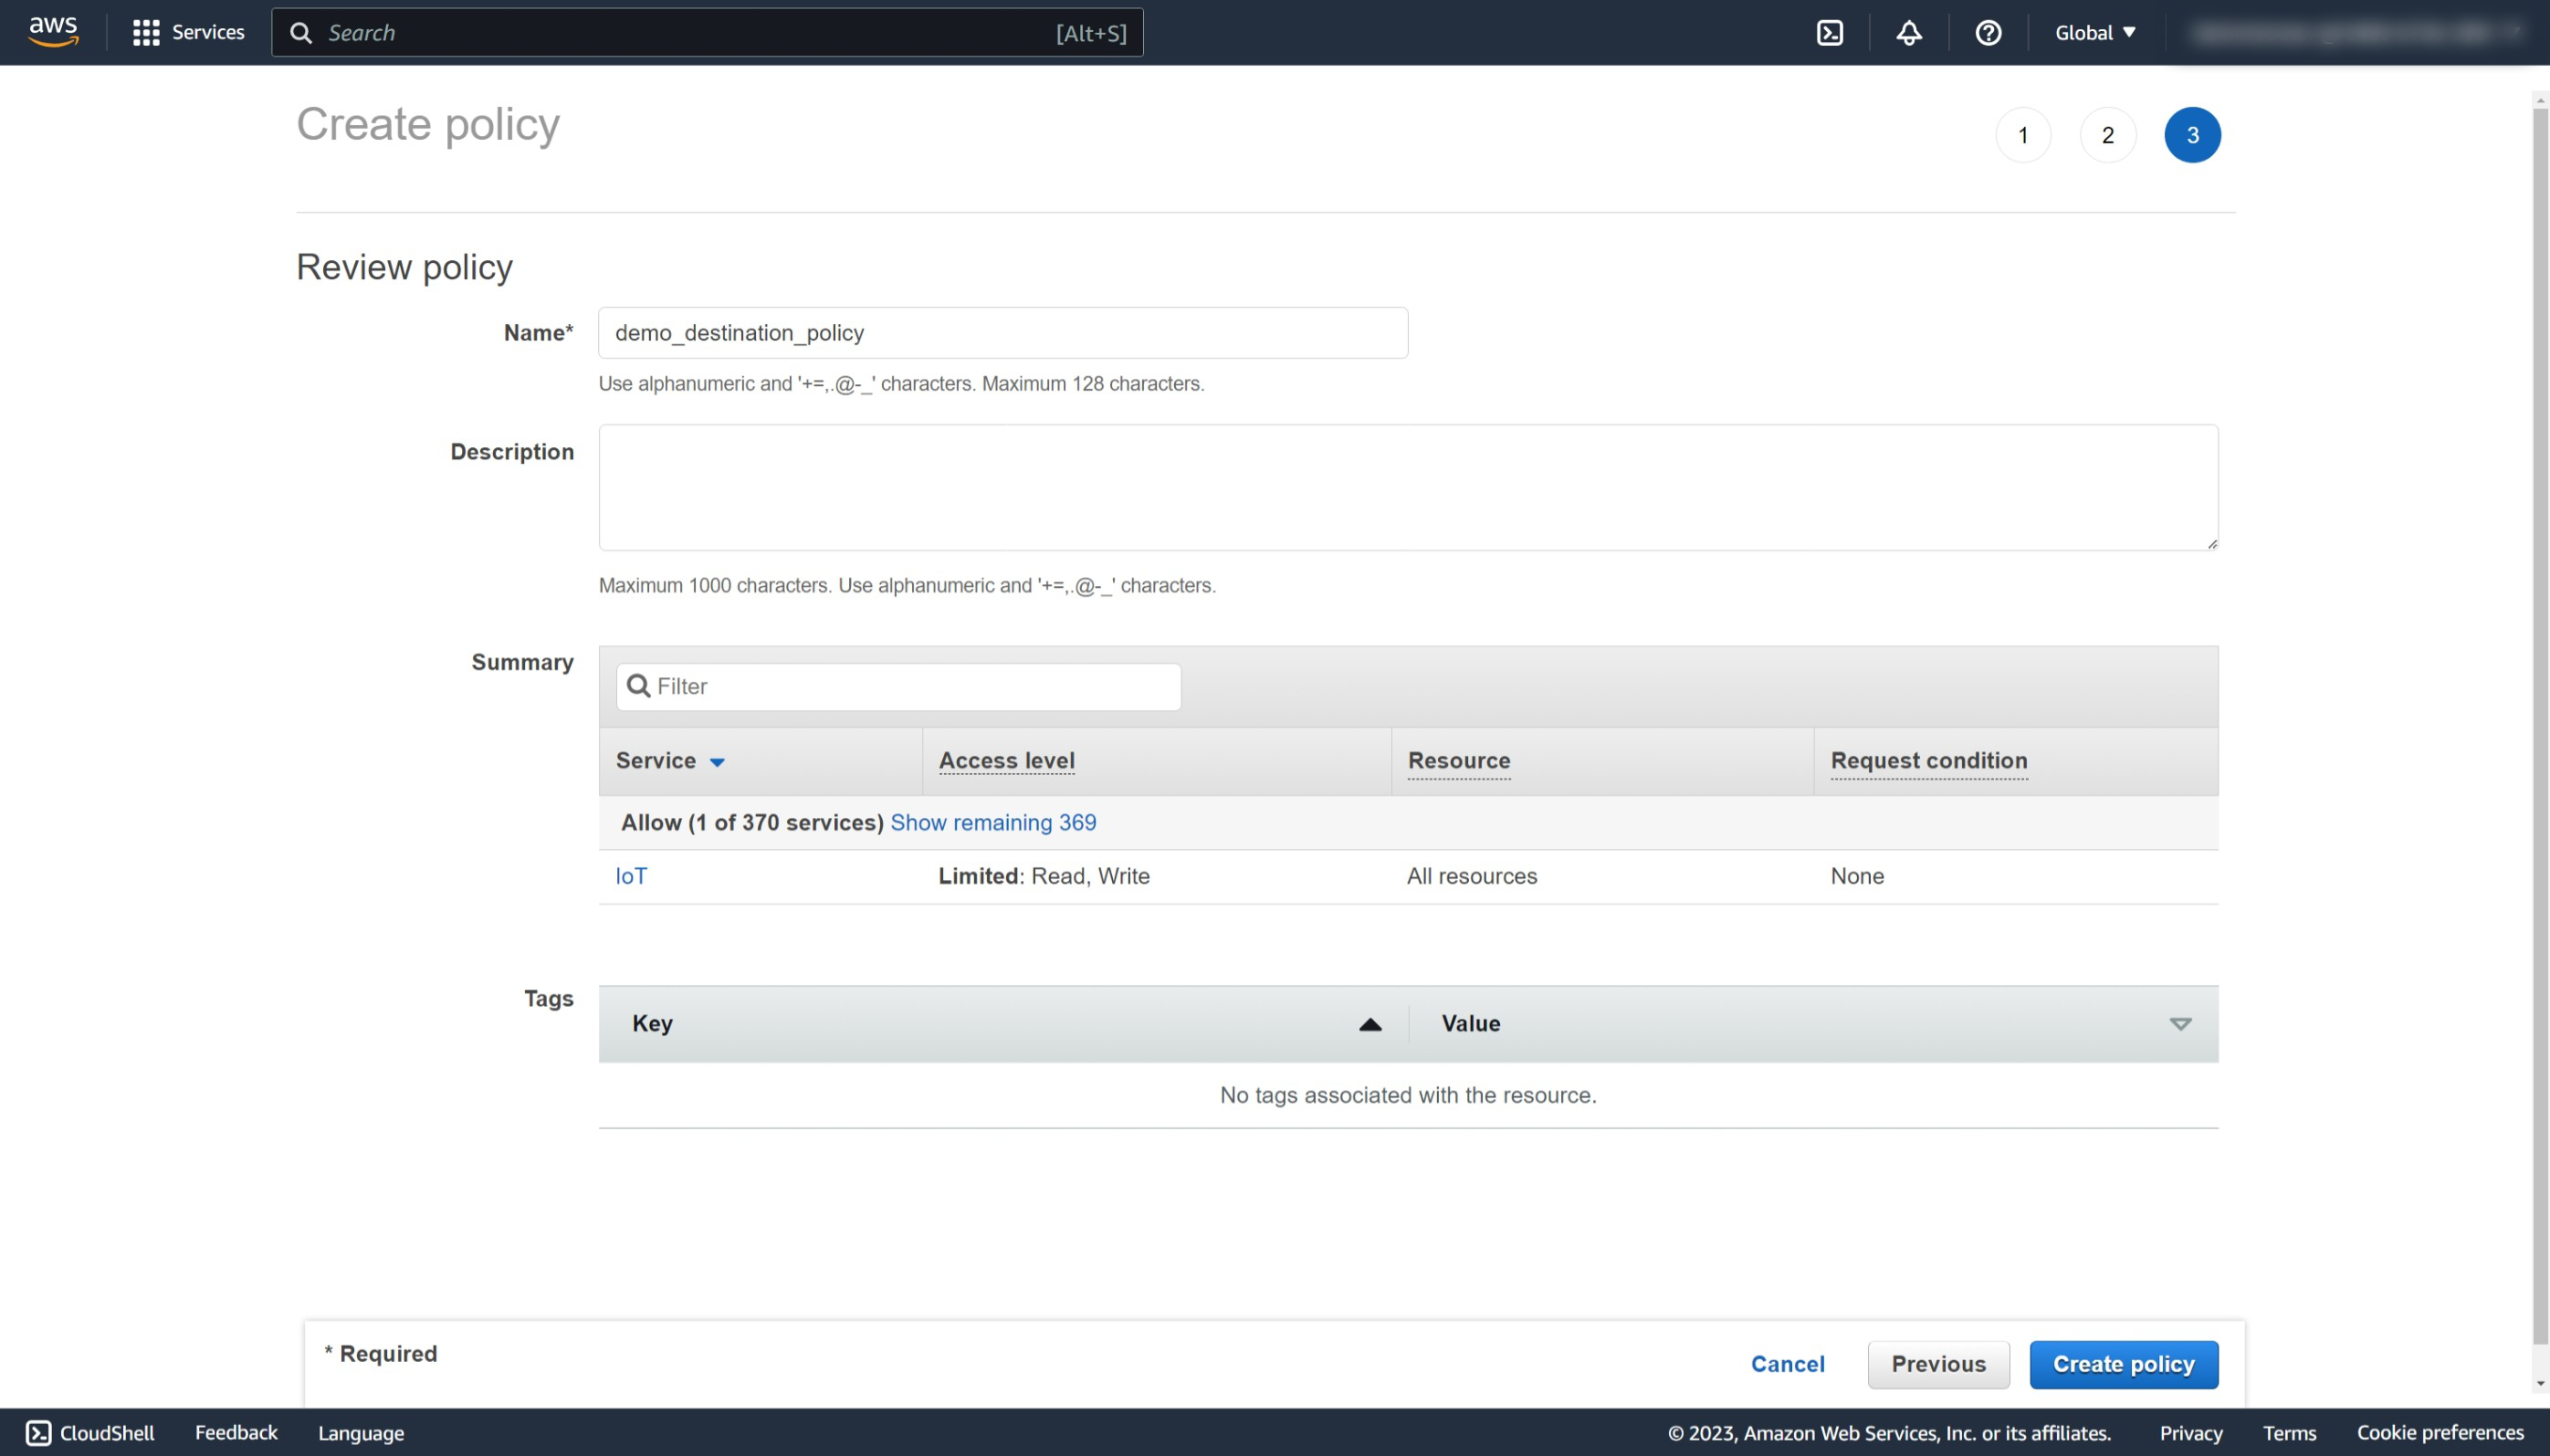 aws
Services
Search
[Alt+S]
Global
Create policy
1
2
3
Review policy
Name*
demo_destination_policy
Use alphanumeric and '+=,.@-_' characters. Maximum 128 characters.
Description
Maximum 1000 characters. Use alphanumeric and '+=,.@-_' characters.
Summary
Filter
Service
Access level
Resource
Request condition
Allow (1 of 370 services) Show remaining 369
IoT
Limited: Read, Write
All resources
None
Tags
Key
Value
No tags associated with the resource.
* Required
Cancel
Previous
Create policy
CloudShell
Feedback
Language
© 2023, Amazon Web Services, Inc. or its affiliates.
Privacy
Terms
Cookie preferences